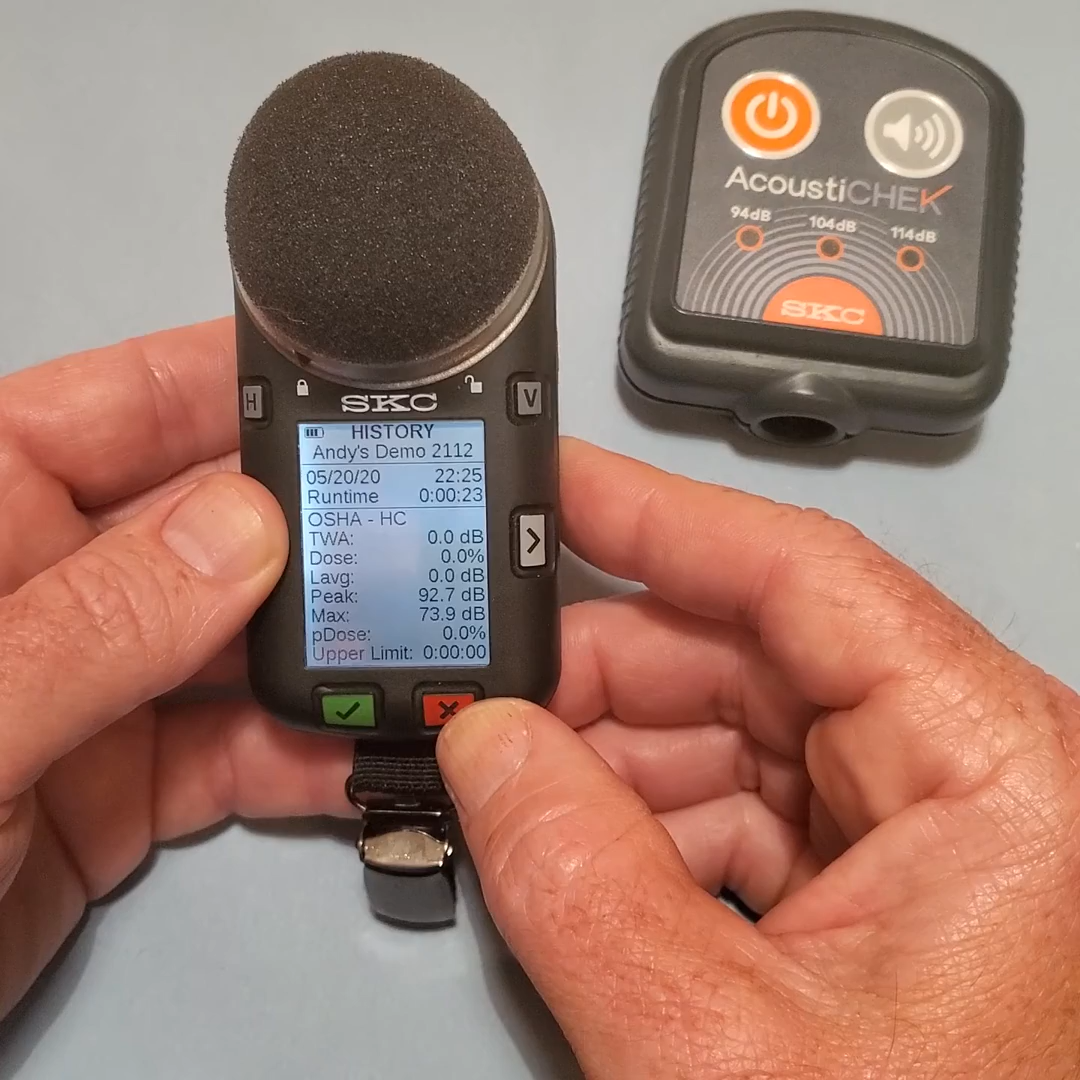 H
SKC
V
HISTORY
Andy's Demo 2112
05/20/20 22:25
Runtime 0:00:23
OSHA - HC
TWA: 0.0 dB
Dose: 0.0%
Lavg: 0.0 dB
Peak: 92.7 dB
Max: 73.9 dB
pDose: 0.0%
Upper Limit: 0:00:00
AcoustiCHEK
94dB 104dB 114dB
SKC